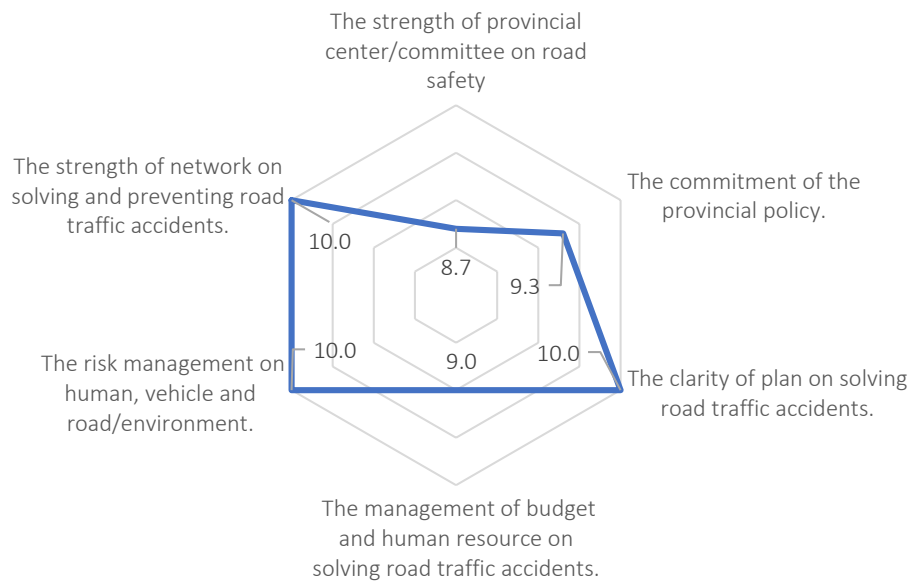 The strength of provincial
center/committee on road
safety
The strength of network on
solving and preventing road
traffic accidents.
The commitment of the
provincial policy.
10.0
8.7
9.3
The risk management on
human, vehicle and
road/environment.
10.0
9.0
10.0
The clarity of plan on solving
road traffic accidents.
The management of budget
and human resource on
solving road traffic accidents.